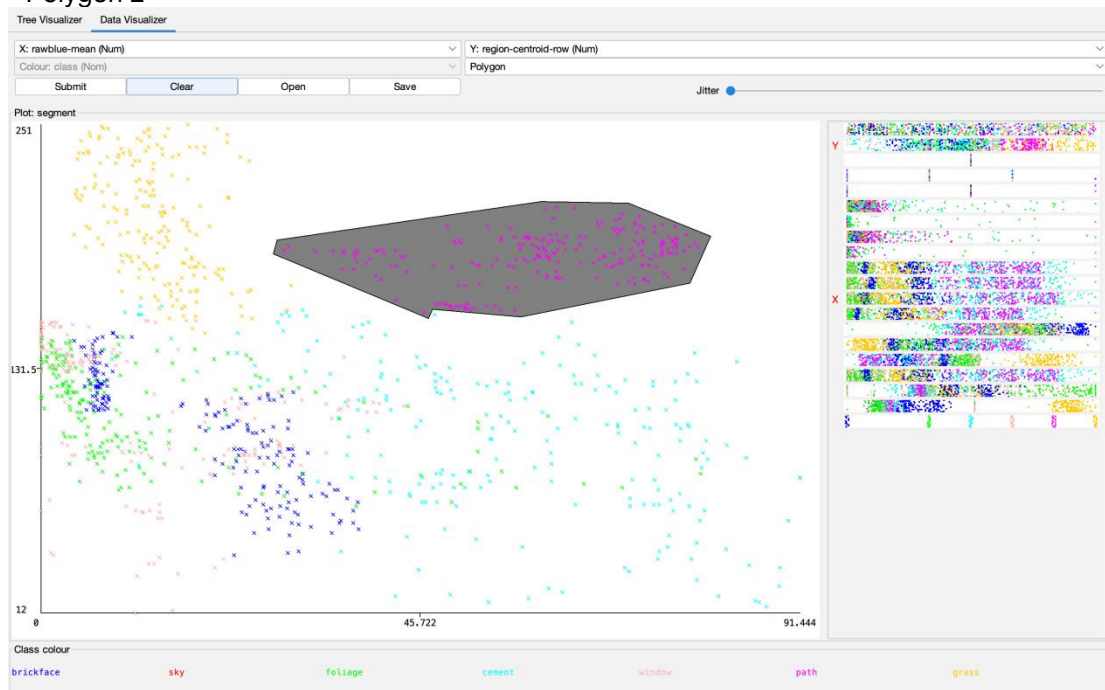 Polygon 2
Tree Visualizer Data Visualizer
X: rawblue-mean (Num) Y: region-centroid-row (Num)
Colour: class (Nom) Polygon
Submit Clear Open Save Jitter
Plot: segment
251
Y
X
131.5
12
0 45.722 91.444
Class colour
brickface sky foliage cement window path grass